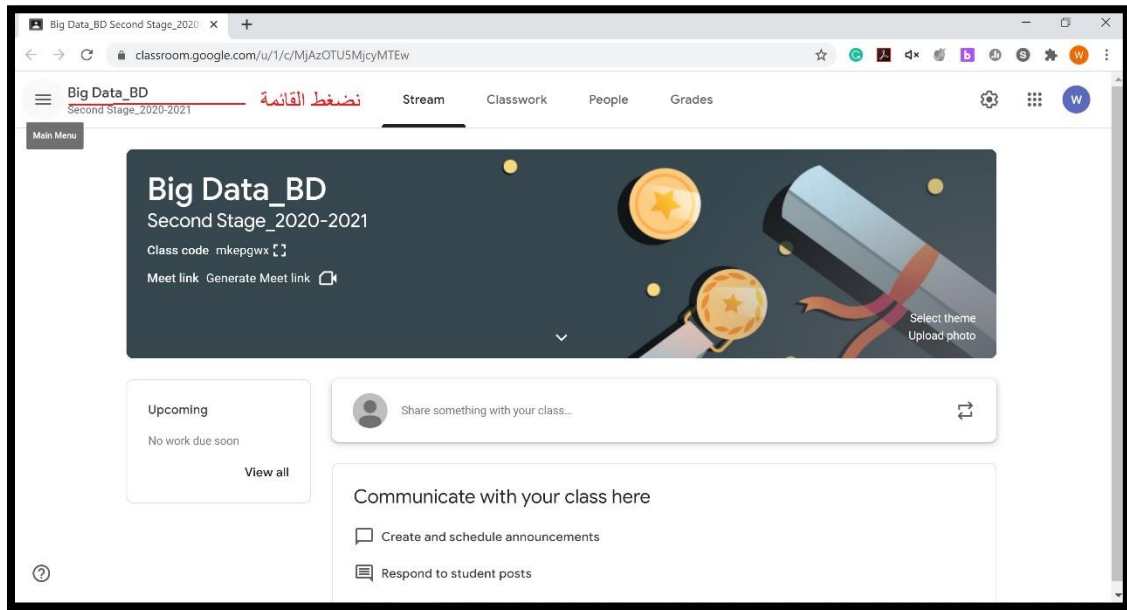 Big Data_BD Second Stage_2020
classroom.google.com/u/1/c/MjAzOTU5MjcyMTEw
Big Data_BD
Second Stage_2020-2021
نضغط القائمة
Stream Classwork People Grades
W
Main Menu
Big Data_BD
Second Stage_2020-2021
Class code mkepgwx
Meet link Generate Meet link
Select theme
Upload photo
Upcoming
No work due soon
View all
Share something with your class...
Communicate with your class here
Create and schedule announcements
Respond to student posts